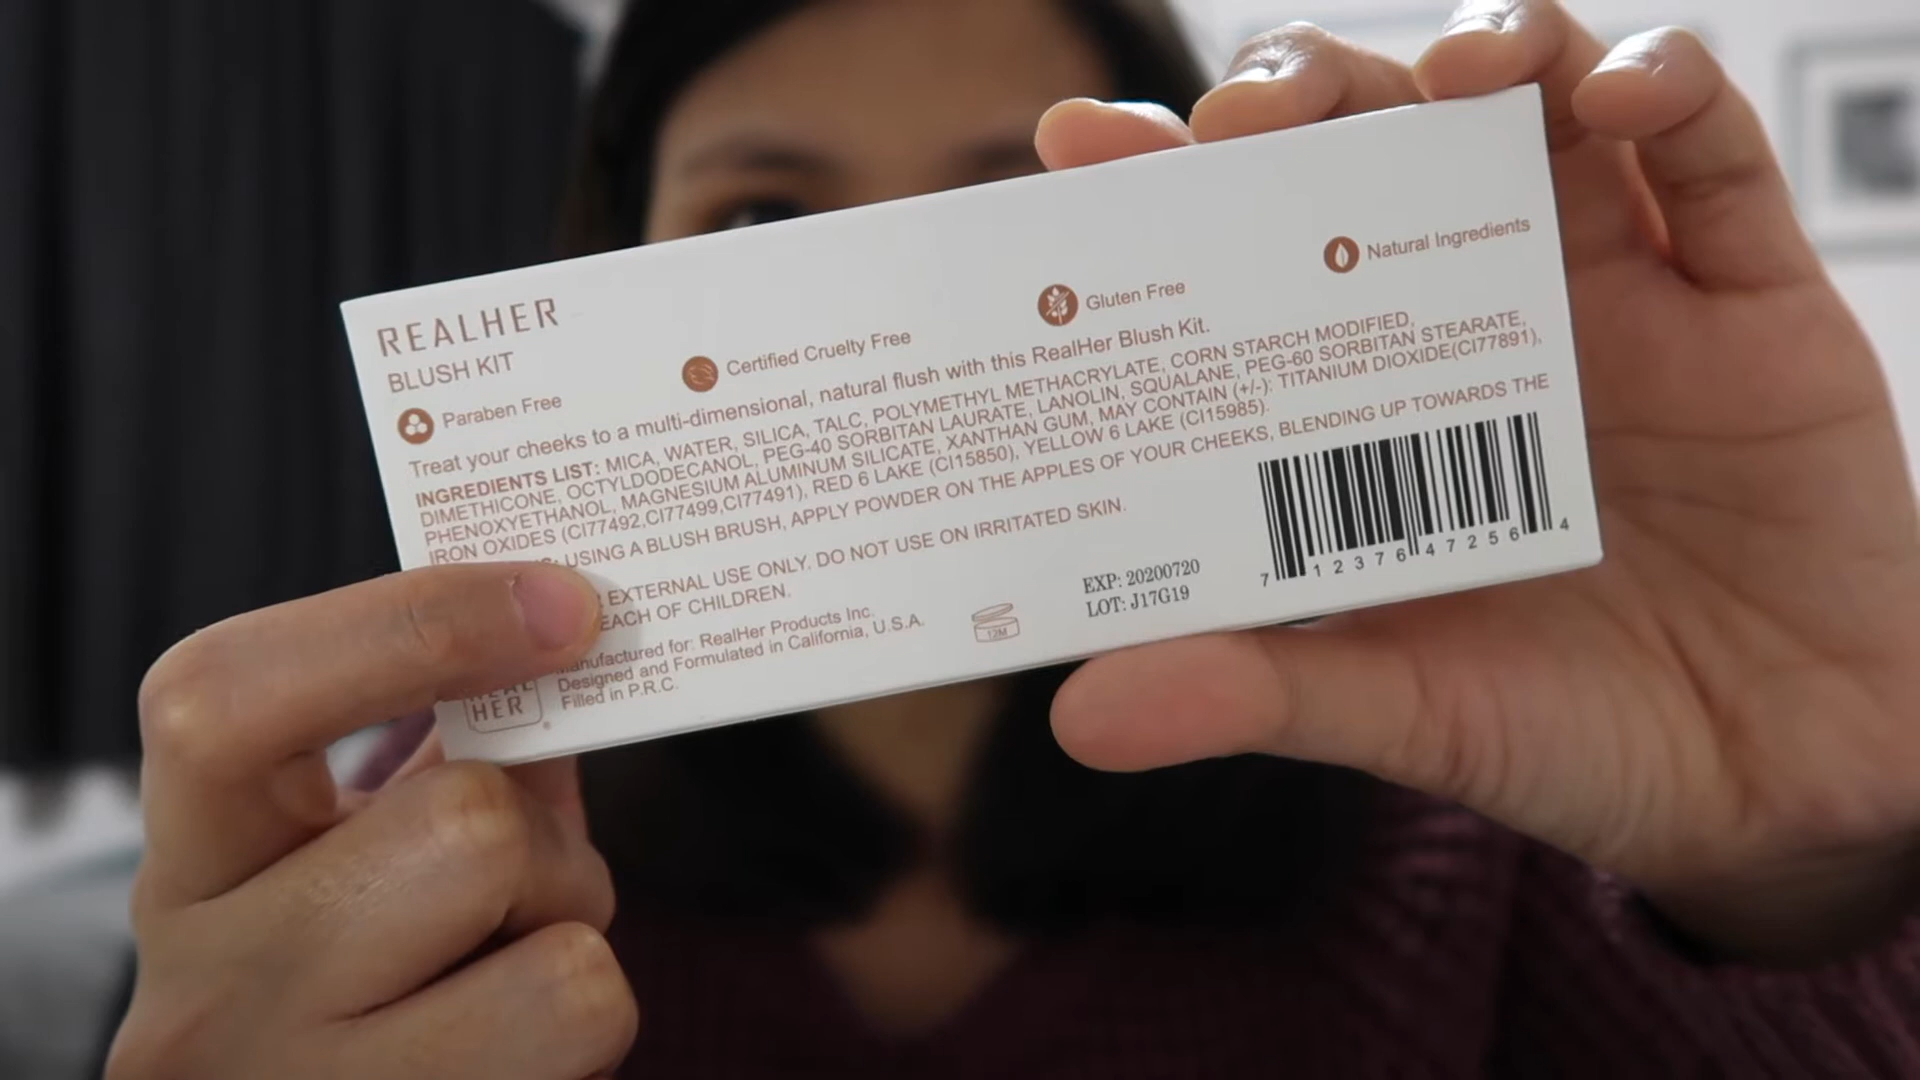 REALHER
BLUSH KIT
Paraben Free
Certified Cruelty Free
Gluten Free
Natural Ingredients
Treat your cheeks to a multi-dimensional, natural flush with this RealHer Blush Kit.
INGREDIENTS LIST: MICA, WATER, SILICA, TALC, POLYMETHYL METHACRYLATE, CORN STARCH MODIFIED,
DIMETHICONE, OCTYLDODECANOL, PEG-40 SORBITAN LAURATE, LANOLIN, SQUALANE, PEG-60 SORBITAN STEARATE,
PHENOXYETHANOL, MAGNESIUM ALUMINUM SILICATE, XANTHAN GUM, MAY CONTAIN (+/-): TITANIUM DIOXIDE(CI77891),
IRON OXIDES (CI77492,CI77499,CI77491), RED 6 LAKE (CI15850), YELLOW 6 LAKE (CI15985).
USING A BLUSH BRUSH, APPLY POWDER ON THE APPLES OF YOUR CHEEKS, BLENDING UP TOWARDS THE
EXTERNAL USE ONLY. DO NOT USE ON IRRITATED SKIN.
OF CHILDREN.
for: RealHer Products Inc.
Designed and Formulated in California, U.S.A.
Filled in P.R.C.
HER
®
12M
EXP: 20200720
LOT: J17G19
7 12376 47256 4